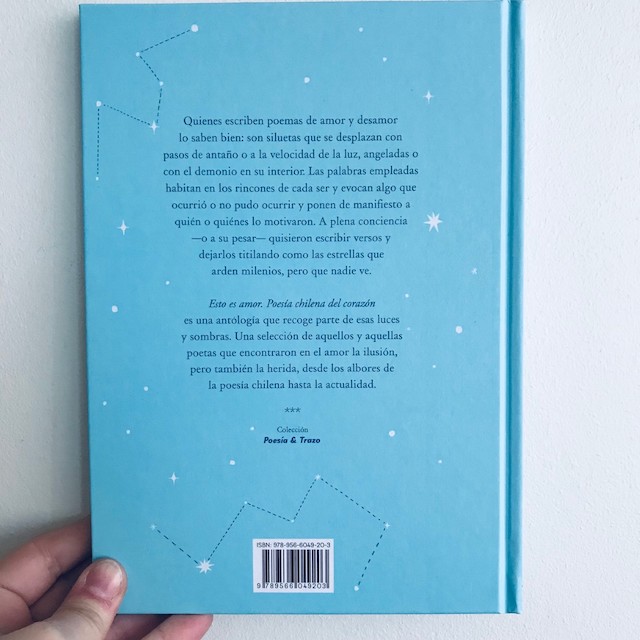 Quienes escriben poemas de amor y desamor
lo saben bien: son siluetas que se desplazan con
pasos de antaño o a la velocidad de la luz, angeladas o
con el demonio en su interior. Las palabras empleadas
habitan en los rincones de cada ser y evocan algo que
ocurrió o no pudo ocurrir y ponen de manifiesto a
quién o quiénes lo motivaron. A plena conciencia
—o a su pesar— quisieron escribir versos y
dejarlos titilando como las estrellas que
arden milenios, pero que nadie ve.
Esto es amor. Poesía chilena del corazón
es una antología que recoge parte de esas luces
y sombras. Una selección de aquellos y aquellas
poetas que encontraron en el amor la ilusión,
pero también la herida, desde los albores de
la poesía chilena hasta la actualidad.
***
Colección
Poesía & Trazo
ISBN: 978-956-6049-20-3
9 789566 049203